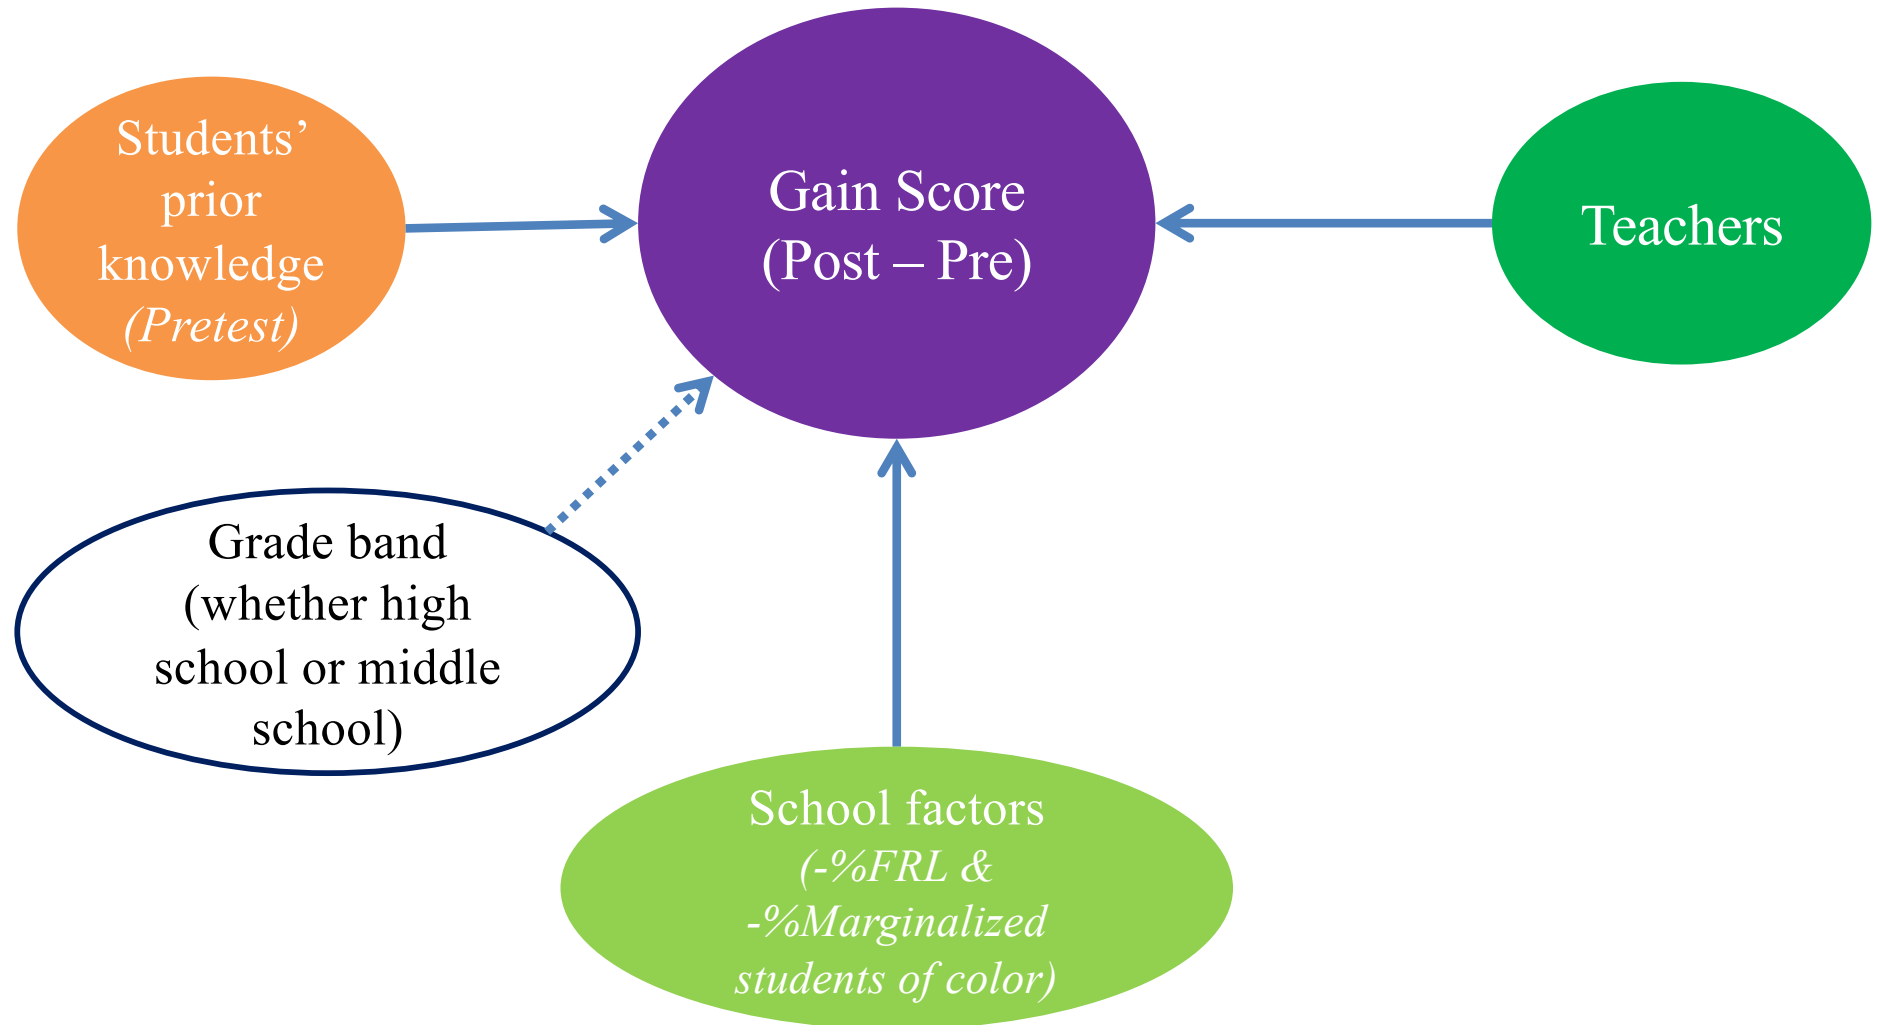 Students’
prior
knowledge
(Pretest)
Gain Score
(Post – Pre)
Teachers
Grade band
(whether high
school or middle
school)
School factors
(-%FRL &
-%Marginalized
students of color)